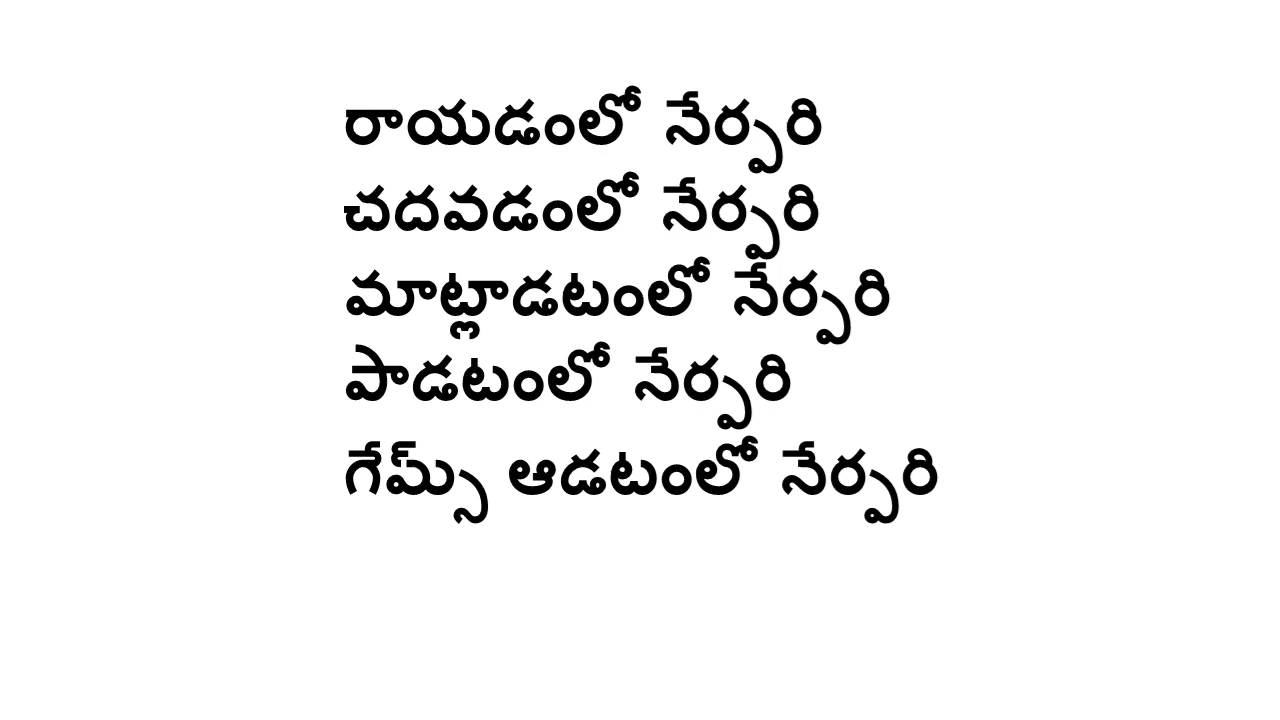 రాయడంలో నేర్పరి
చదవడంలో నేర్పరి
మాట్లాడటంలో నేర్పరి
పాడటంలో నేర్పరి
గేమ్స్ ఆడటంలో నేర్పరి